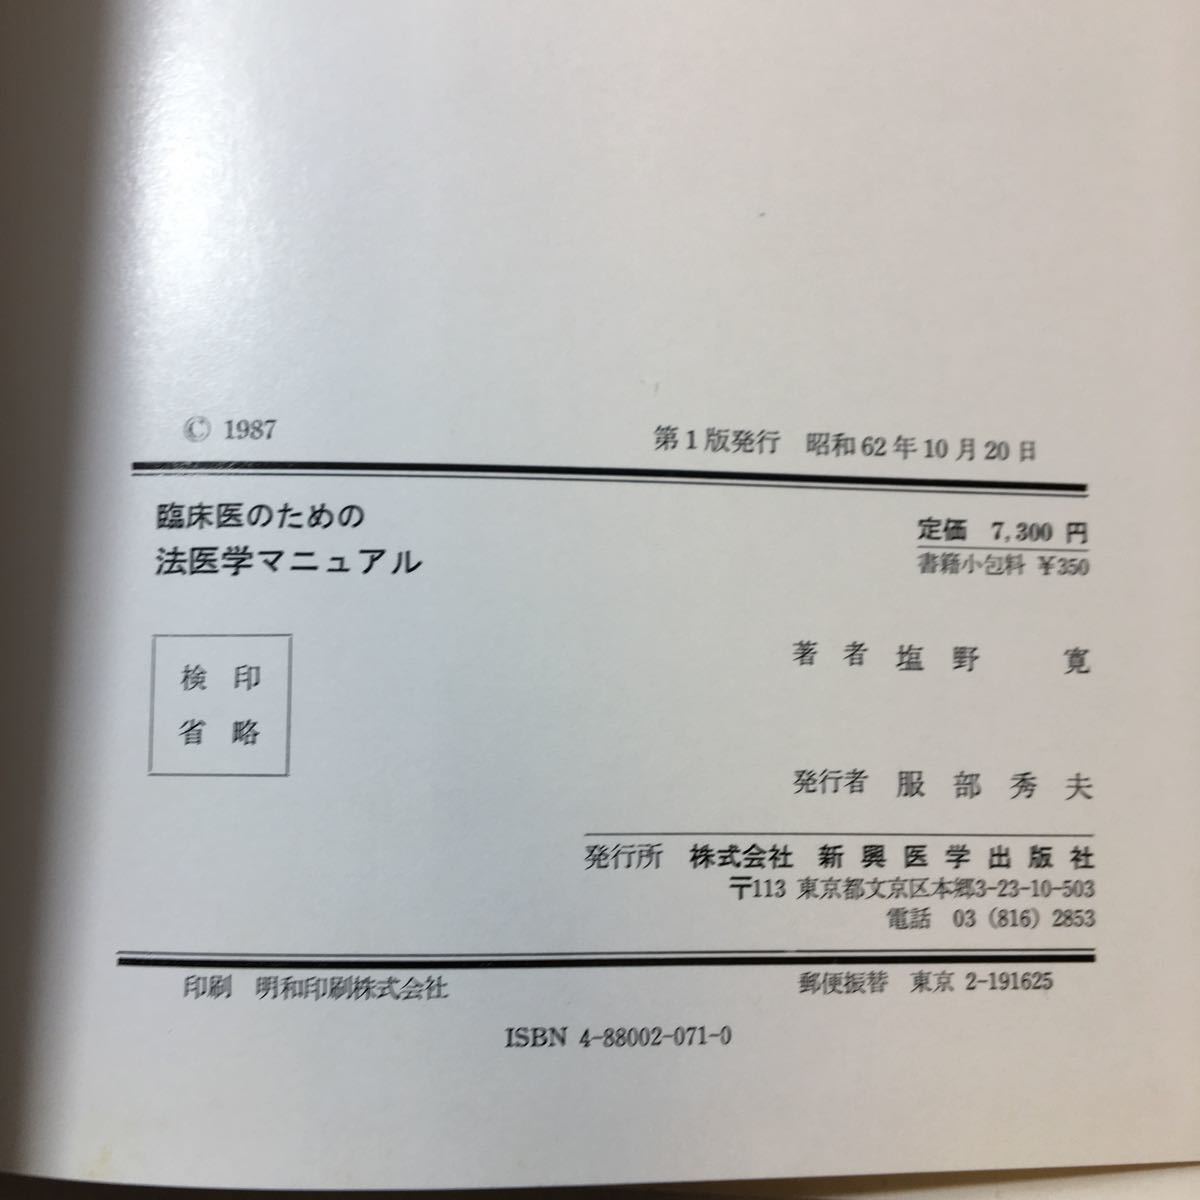 © 1987
第1版発行 昭和62年10月20日
臨床医のための
法医学マニュアル
定価 7,300 円
書籍小包料 ¥350
検印
省略
著者 塩野 寛
発行者 服部秀夫
発行所 株式会社 新興医学出版社
〒113 東京都文京区本郷3-23-10-503
電話 03 (816) 2853
印刷 明和印刷株式会社
郵便振替 東京 2-191625
ISBN 4-88002-071-0